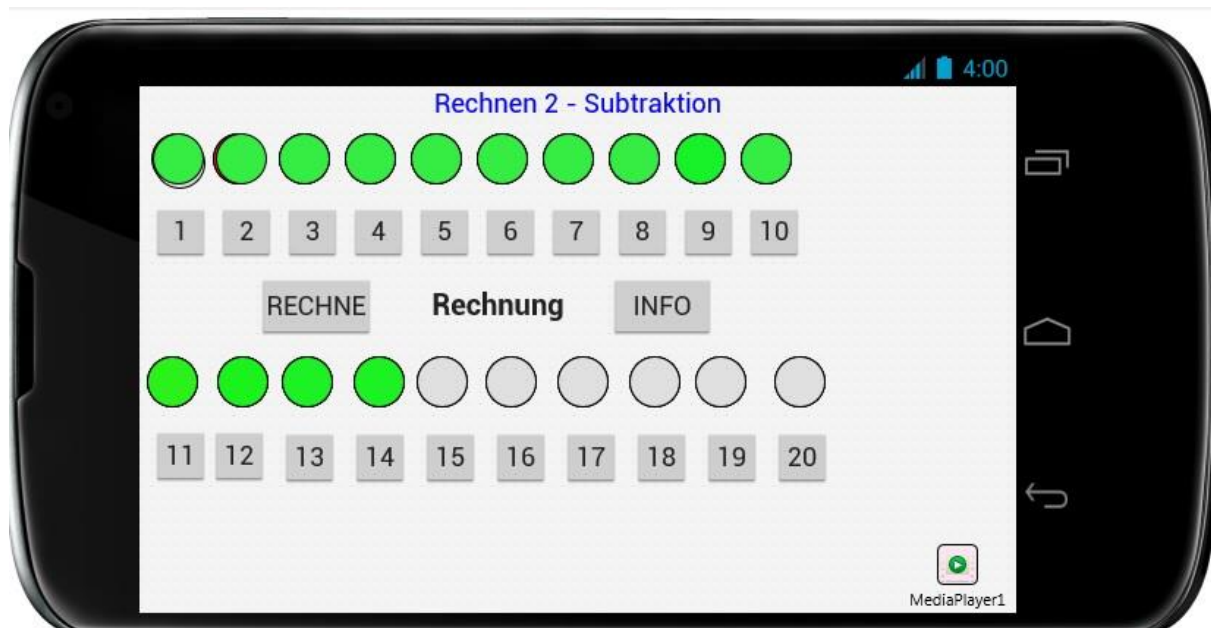 4:00
Rechnen 2 - Subtraktion
1 2 3 4 5 6 7 8 9 10
RECHNE Rechnung INFO
11 12 13 14 15 16 17 18 19 20
MediaPlayer1